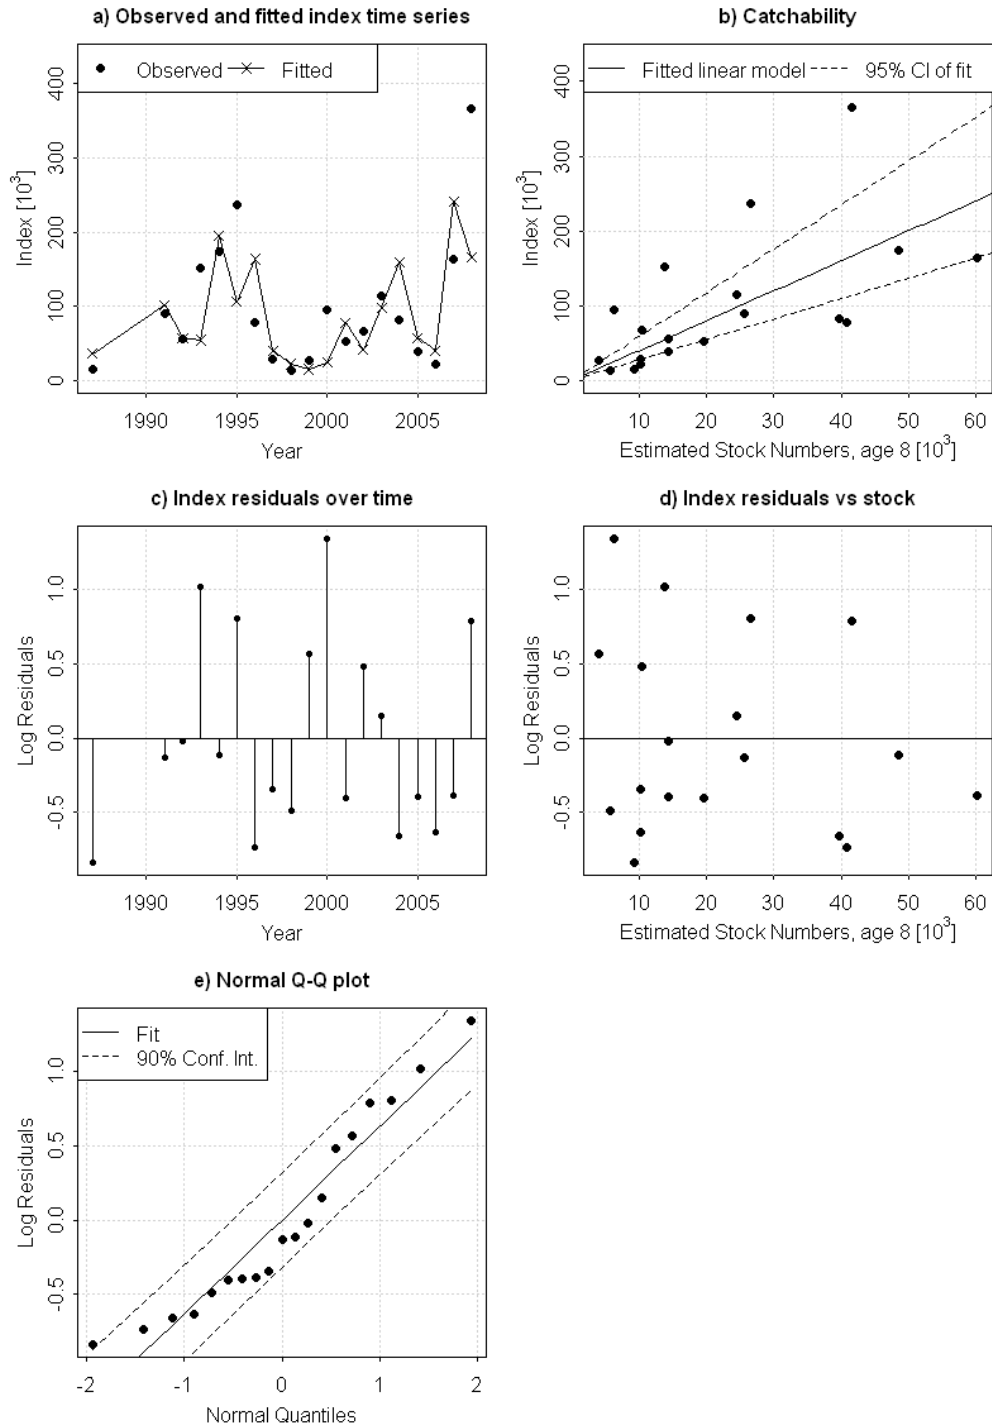 a) Observed and fitted index time series
Observed
Fitted
400
300
200
100
0
Index [10³]
1990 1995 2000 2005
Year
b) Catchability
Fitted linear model
95% CI of fit
400
300
200
100
0
Index [10³]
10 20 30 40 50 60
Estimated Stock Numbers, age 8 [10³]
c) Index residuals over time
1.0
0.5
0.0
-0.5
Log Residuals
1990 1995 2000 2005
Year
d) Index residuals vs stock
1.0
0.5
0.0
-0.5
Log Residuals
10 20 30 40 50 60
Estimated Stock Numbers, age 8 [10³]
e) Normal Q-Q plot
Fit
90% Conf. Int.
1.0
0.5
0.0
-0.5
Log Residuals
-2 -1 0 1 2
Normal Quantiles